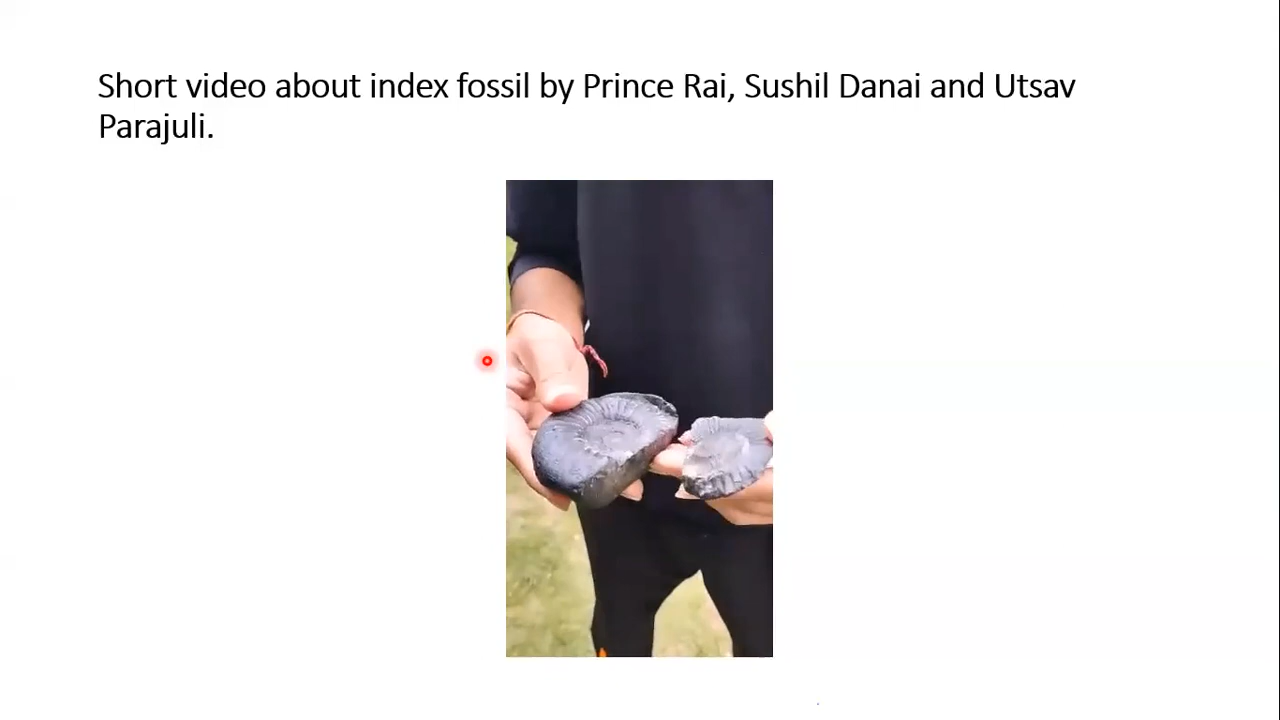 Short video about index fossil by Prince Rai, Sushil Danai and Utsav
Parajuli.